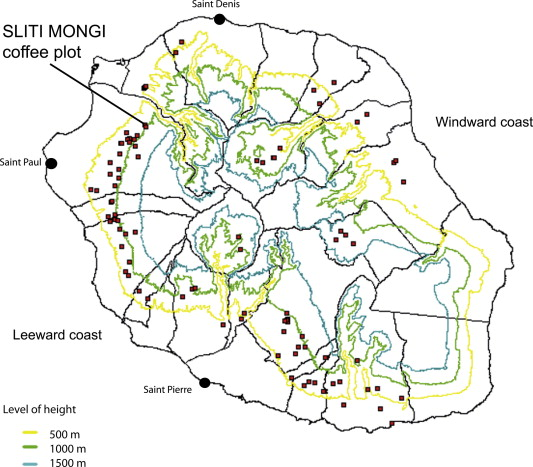 Saint Denis
SLITI MONGI
coffee plot
Windward coast
Saint Paul
Leeward coast
Saint Pierre
Level of height
500 m
1000 m
1500 m